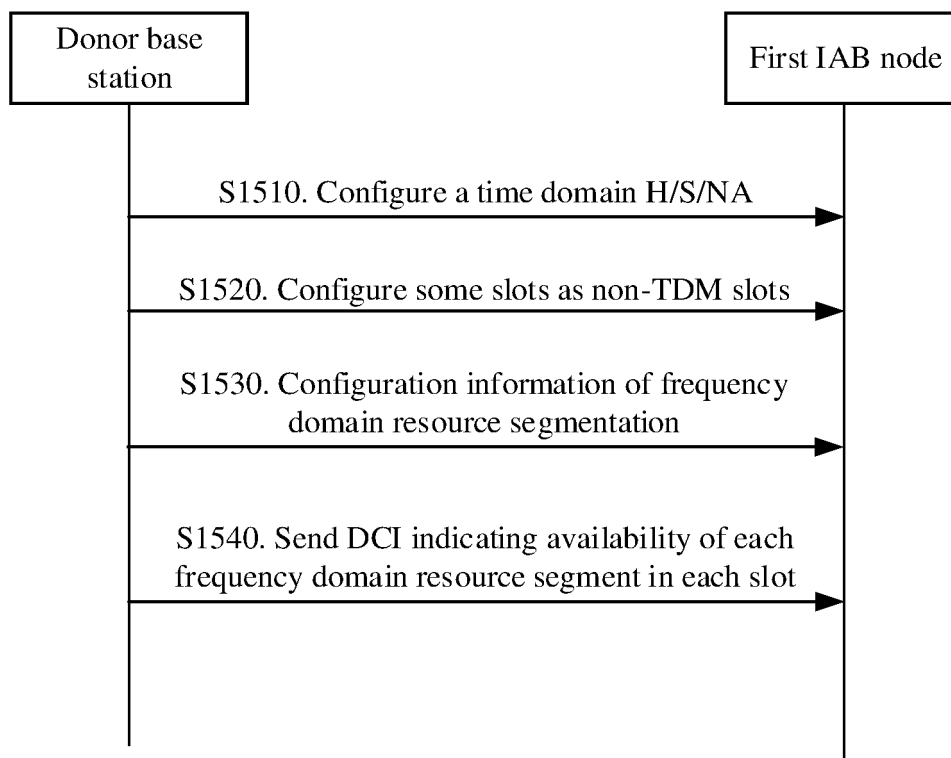 Donor base
station
First IAB node
S1510. Configure a time domain H/S/NA
S1520. Configure some slots as non-TDM slots
S1530. Configuration information of frequency
domain resource segmentation
S1540. Send DCI indicating availability of each
frequency domain resource segment in each slot